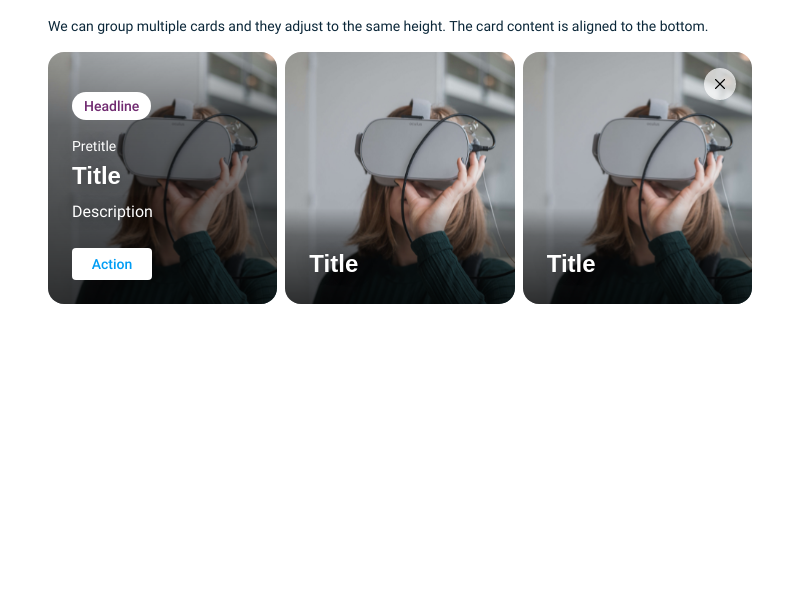 We can group multiple cards and they adjust to the same height. The card content is aligned to the bottom.
Headline
Pretitle
Title
Description
Action
Title
Title